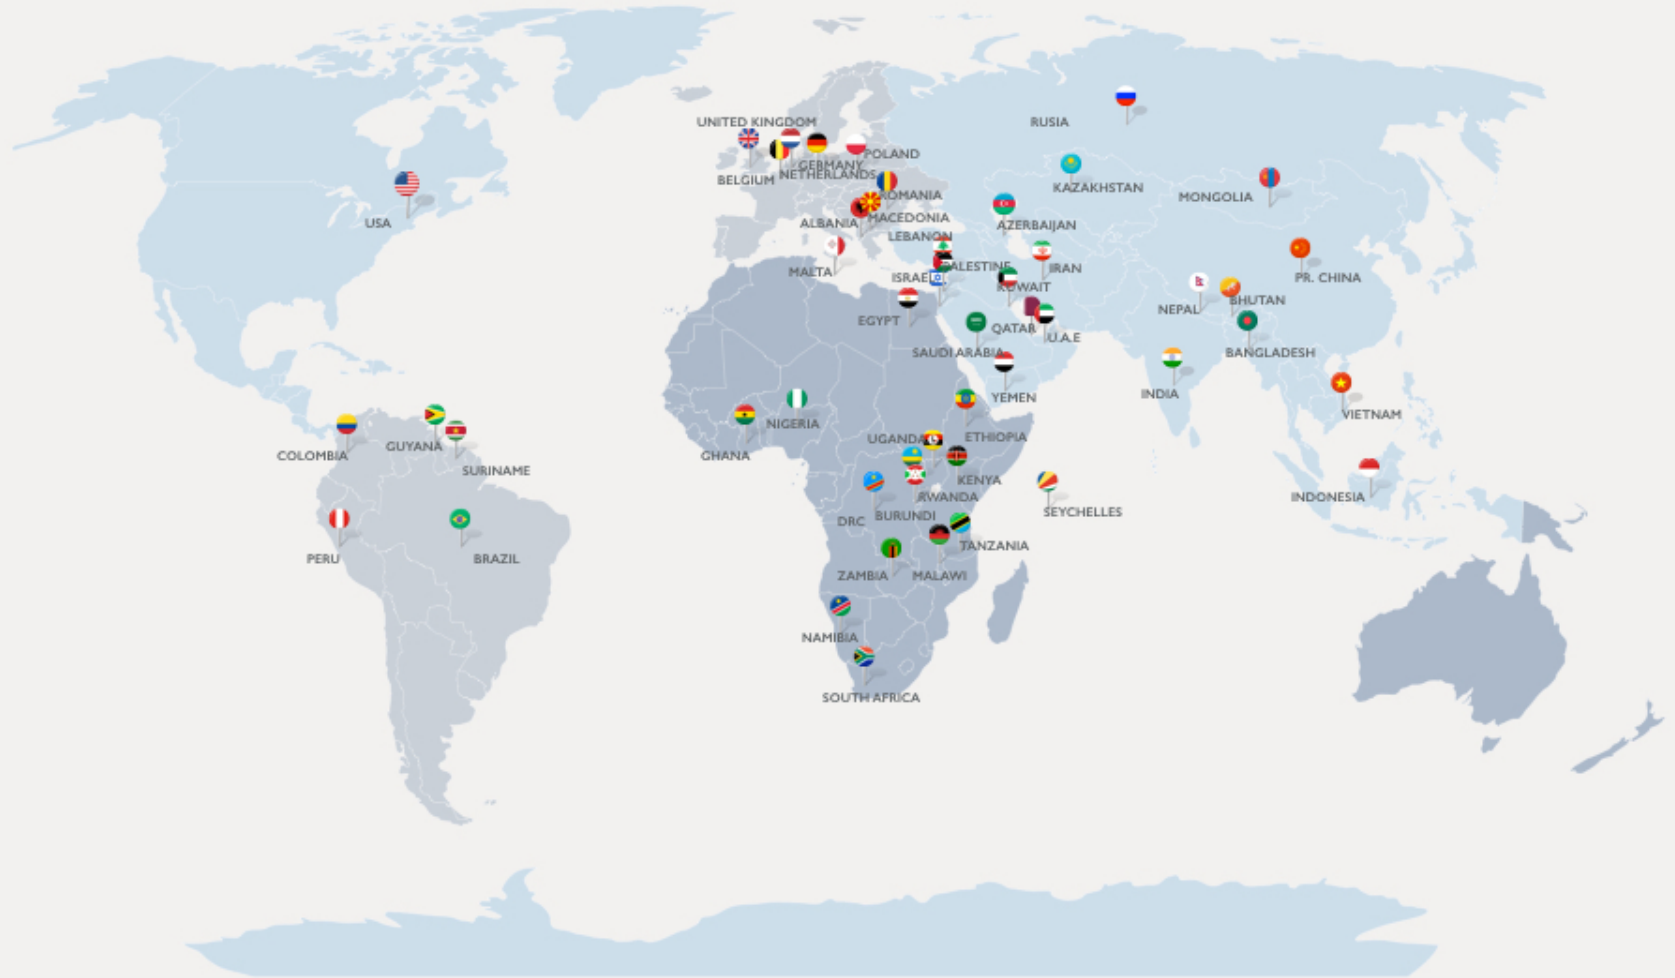 UNITED KINGDOM
RUSIA
POLAND
GERMANY
NETHERLANDS
BELGIUM
KAZAKHSTAN
ROMANIA
MONGOLIA
USA
ALBANIA
MACEDONIA
AZERBAIJAN
LEBANON
PALESTINE
IRAN
MALTA
ISRAEL
PR. CHINA
KUWAIT
BHUTAN
NEPAL
EGYPT
QATAR
U.A.E
SAUDI ARABIA
BANGLADESH
INDIA
YEMEN
VIETNAM
NIGERIA
UGANDA
ETHIOPIA
GUYANA
COLOMBIA
GHANA
SURINAME
KENYA
RWANDA
INDONESIA
SEYCHELLES
BURUNDI
DRC
TANZANIA
PERU
BRAZIL
ZAMBIA
MALAWI
NAMIBIA
SOUTH AFRICA